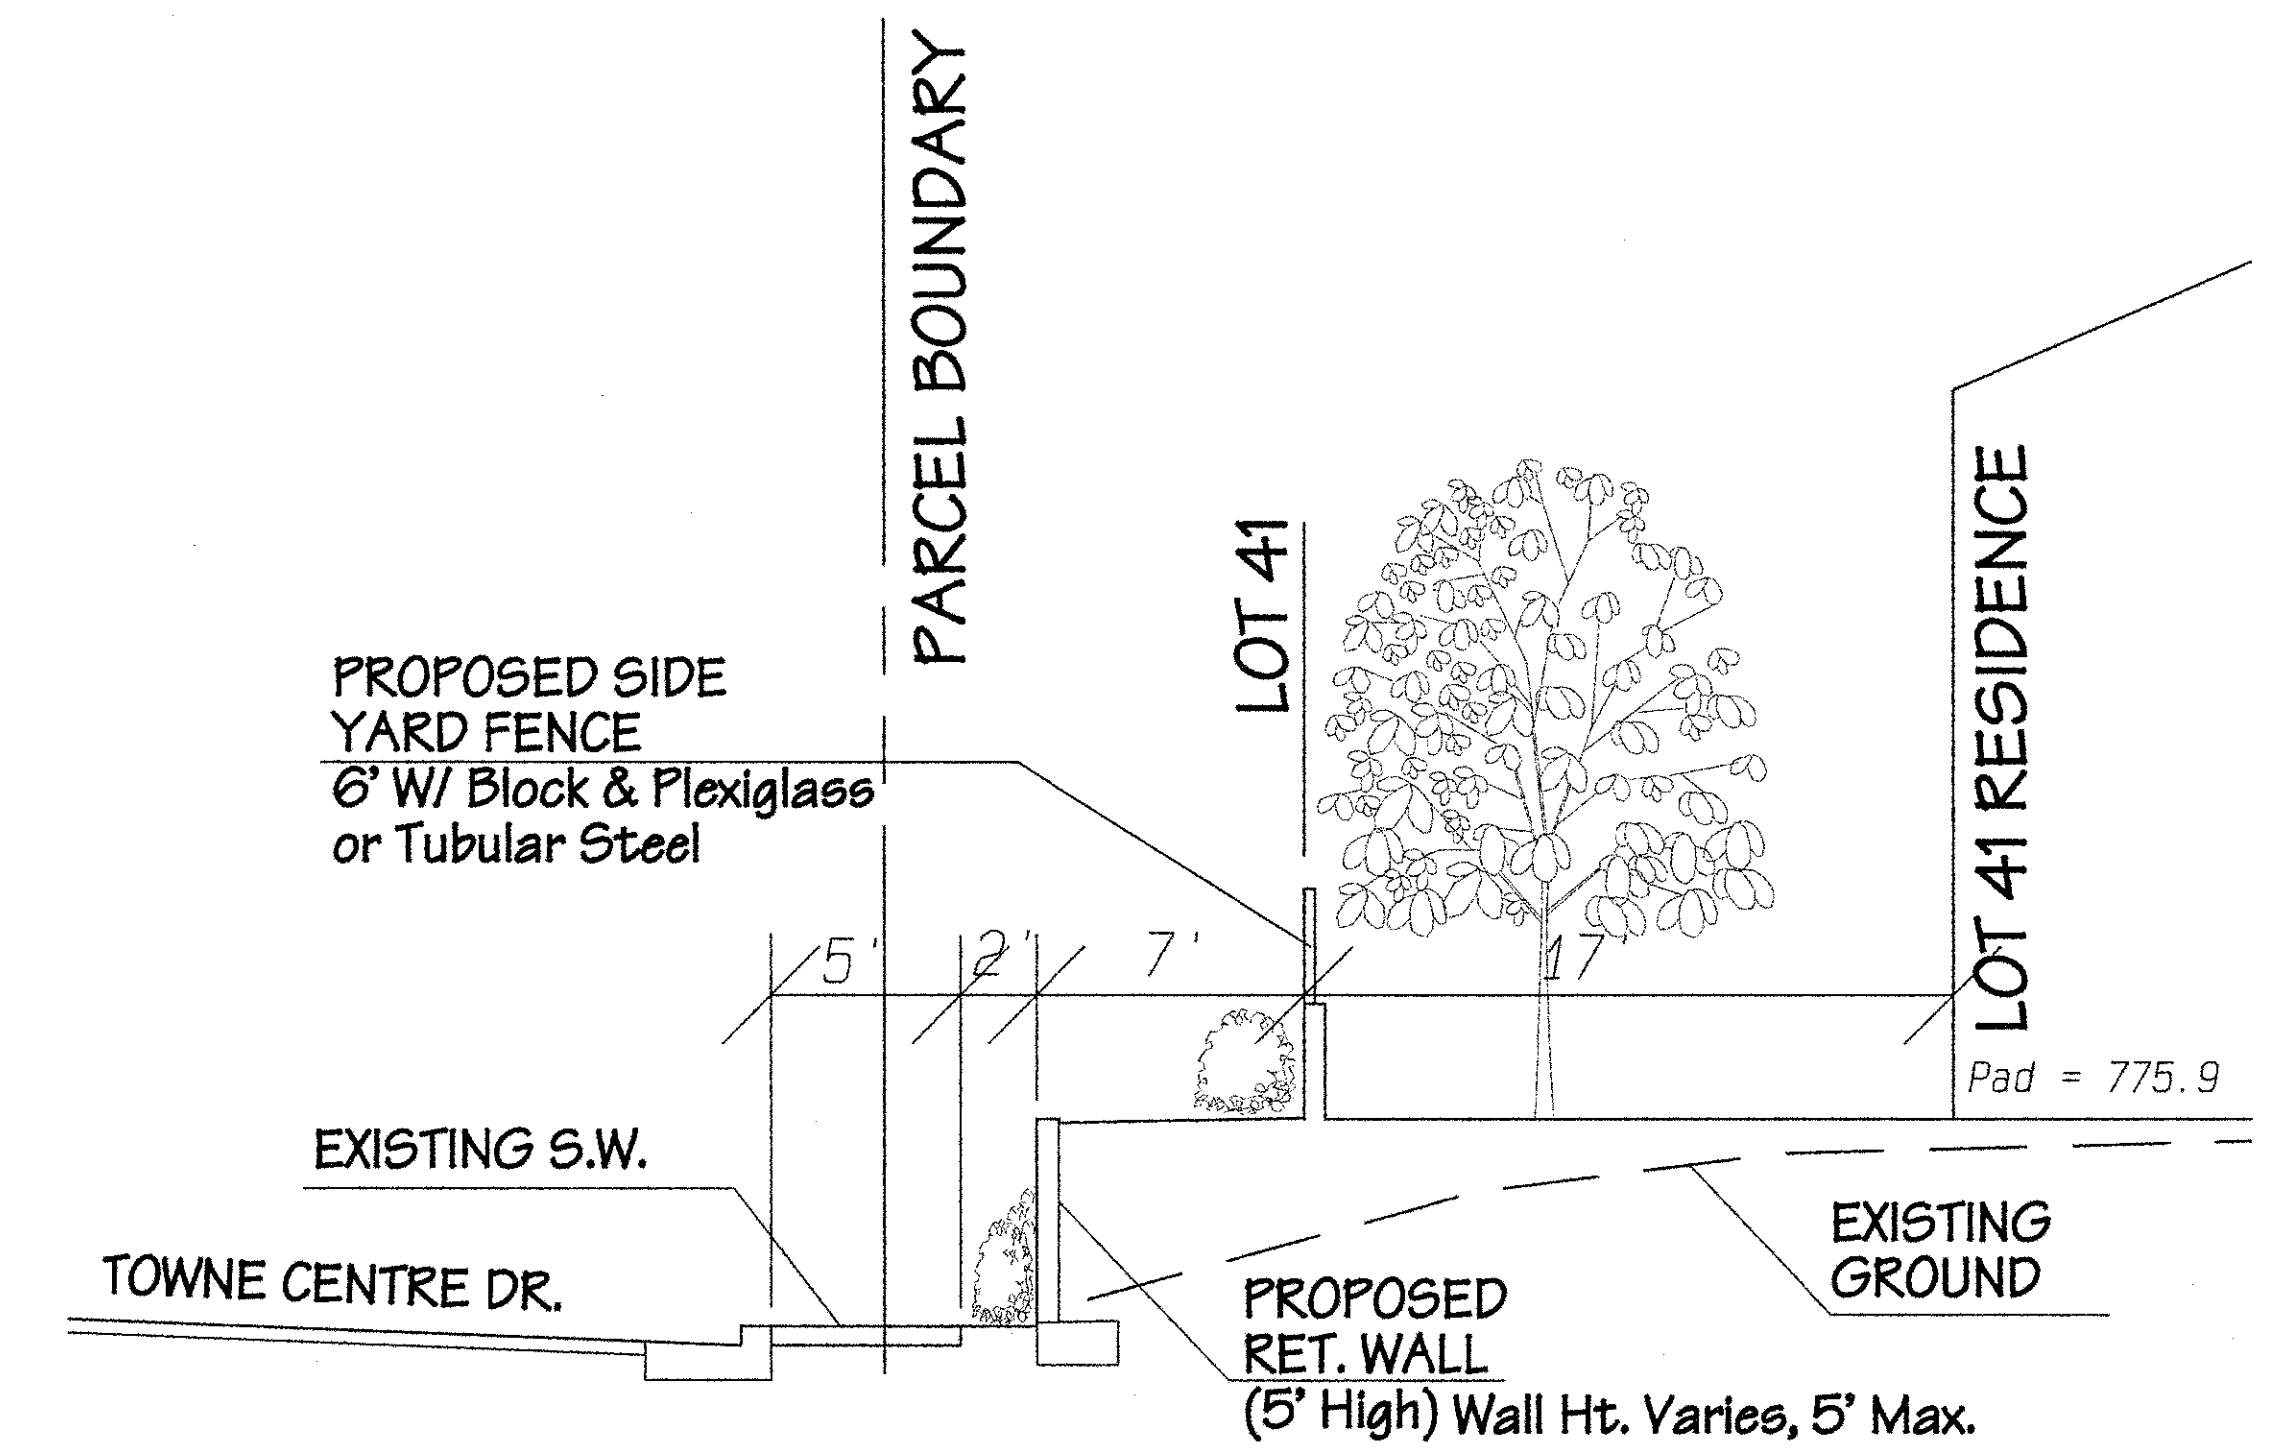 PARCEL BOUNDARY
LOT 41
LOT 41 RESIDENCE
PROPOSED SIDE
YARD FENCE
6' W/ Block & Plexiglass
or Tubular Steel
5'
2'
7'
17'
Pad = 775.9
EXISTING S.W.
TOWNE CENTRE DR.
EXISTING
GROUND
PROPOSED
RET. WALL
(5' High) Wall Ht. Varies, 5' Max.